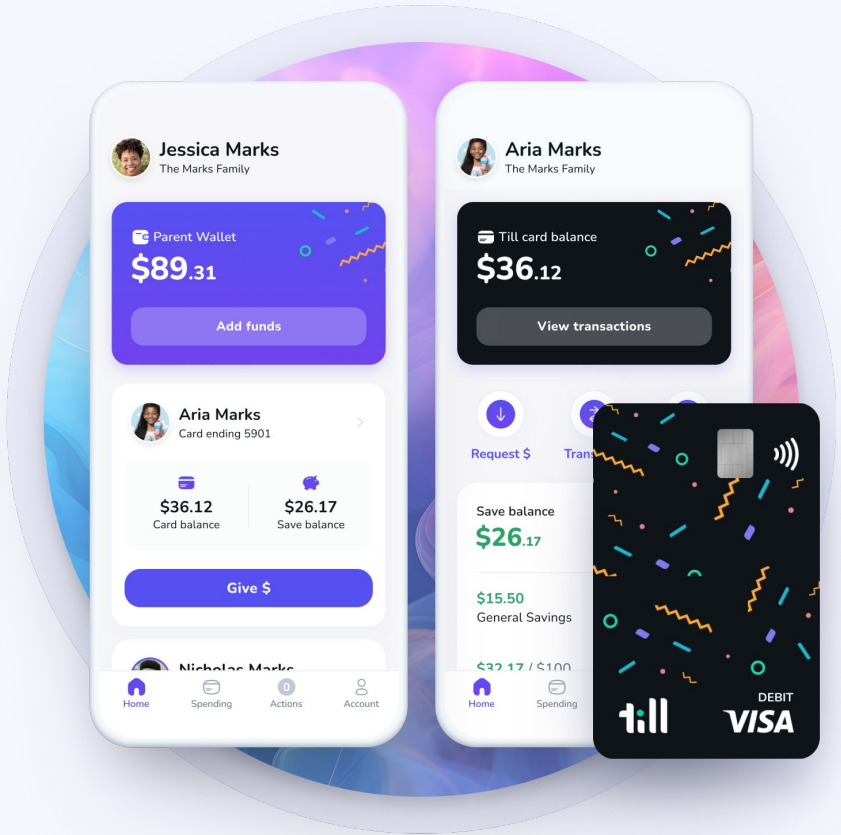 Jessica Marks
The Marks Family
Parent Wallet
$89.31
Add funds
Aria Marks
Card ending 5901
$36.12
Card balance
$26.17
Save balance
Give $
Nicholas Marks
Home
Spending
0
Actions
Account
Aria Marks
The Marks Family
Till card balance
$36.12
View transactions
Request $
Save balance
$26.17
$15.50
General Savings
$32.17 / $100
Home
Spending
till
DEBIT
VISA